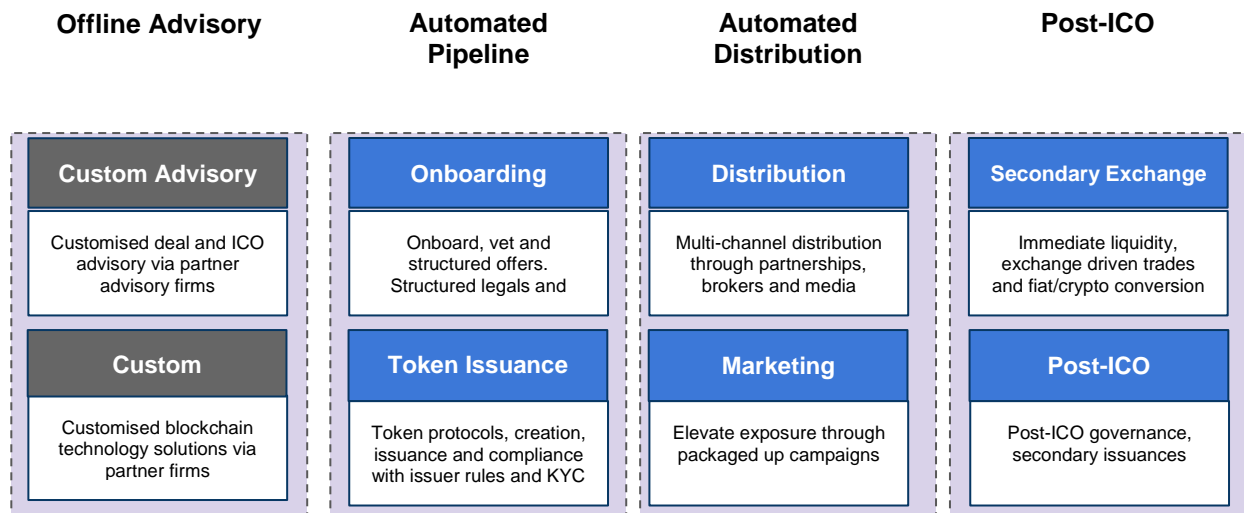 Offline Advisory
Automated
Pipeline
Automated
Distribution
Post-ICO
Custom Advisory
Customised deal and ICO
advisory via partner
advisory firms
Custom
Customised blockchain
technology solutions via
partner firms
Onboarding
Onboard, vet and
structured offers.
Structured legals and
Token Issuance
Token protocols, creation,
issuance and compliance
with issuer rules and KYC
Distribution
Multi-channel distribution
through partnerships,
brokers and media
Marketing
Elevate exposure through
packaged up campaigns
Secondary Exchange
Immediate liquidity,
exchange driven trades
and fiat/crypto conversion
Post-ICO
Post-ICO governance,
secondary issuances